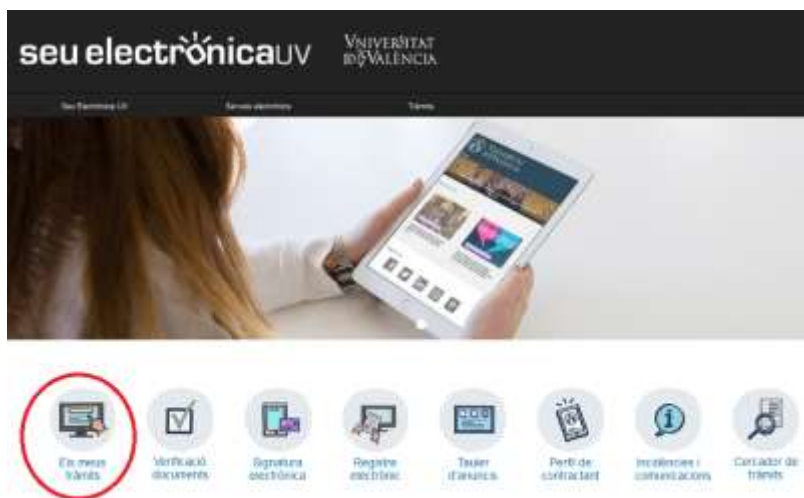 seu electrònicaUV
VNIVERSITAT
ID VALÈNCIA
Seu Electrònica UV
Serveis electrònics
Tràmits
Els meus
tràmits
Verificació
documents
Signatura
electrònica
Registre
electrònic
Tauler
d'anuncis
Perfil de
contractant
Incidències i
comunicacions
Cercador de
tràmits